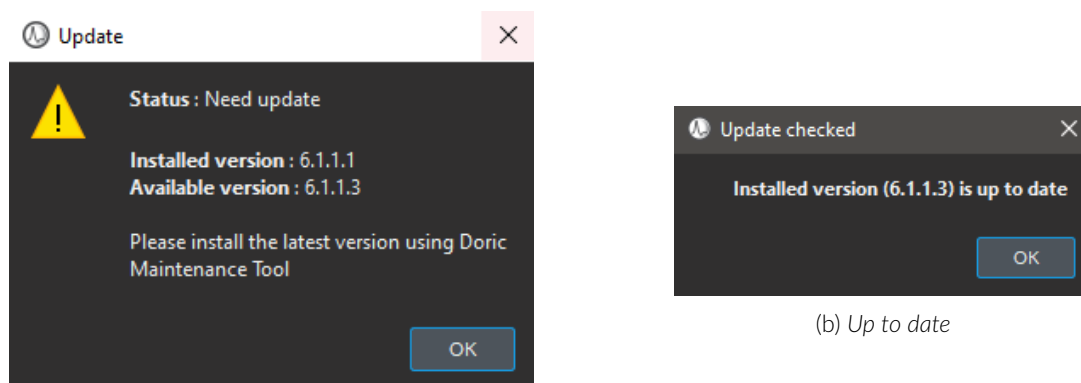 Update
Status : Need update
Installed version : 6.1.1.1
Available version : 6.1.1.3
Please install the latest version using Doric
Maintenance Tool
OK
Update checked
Installed version (6.1.1.3) is up to date
OK
(b) Up to date